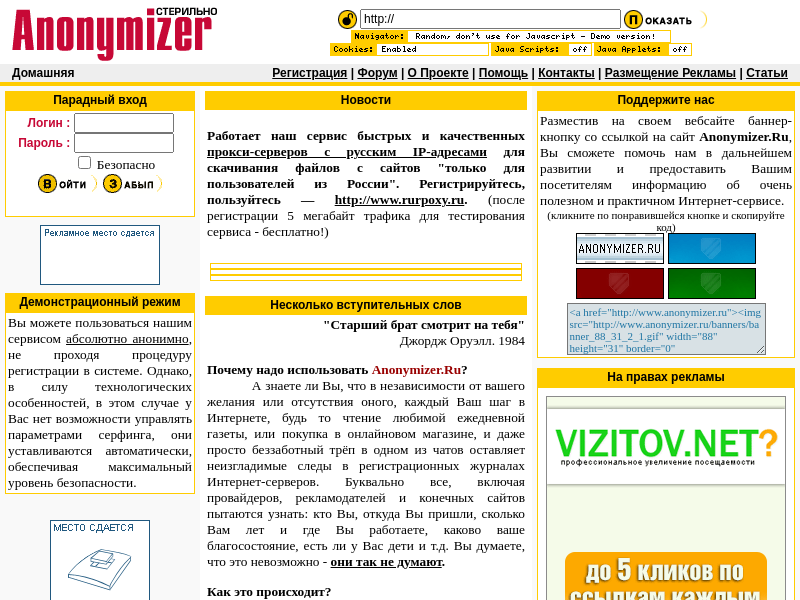 СТЕРИЛЬНО
Anonymizer
http://
Показать
Navigator: Random, don't use for Javascript - Demo version!
Cookies: Enabled Java Scripts: off Java Applets: off
Домашняя
Регистрация | Форум | О Проекте | Помощь | Контакты | Размещение Рекламы | Статьи
Парадный вход
Логин :
Пароль :
Безопасно
Войти Забыл
Рекламное место сдается
Демонстрационный режим
Вы можете пользоваться нашим
сервисом абсолютно анонимно,
не проходя процедуру
регистрации в системе. Однако,
в силу технологических
особенностей, в этом случае у
Вас нет возможности управлять
параметрами серфинга, они
уставливаются автоматически,
обеспечивая максимальный
уровень безопасности.
МЕСТО СДАЕТСЯ
Новости
Работает наш сервис быстрых и качественных
прокси-серверов с русским IP-адресами для
скачивания файлов с сайтов "только для
пользователей из России". Регистрируйтесь,
пользуйтесь — http://www.rurpoxy.ru. (после
регистрации 5 мегабайт трафика для тестирования
сервиса - бесплатно!)
Несколько вступительных слов
"Старший брат смотрит на тебя"
Джордж Оруэлл. 1984
Почему надо использовать Anonymizer.Ru?
А знаете ли Вы, что в независимости от вашего
желания или отсутствия оного, каждый Ваш шаг в
Интернете, будь то чтение любимой ежедневной
газеты, или покупка в онлайновом магазине, и даже
просто беззаботный трёп в одном из чатов оставляет
неизгладимые следы в регистрационных журналах
Интернет-серверов. Буквально все, включая
провайдеров, рекламодателей и конечных сайтов
пытаются узнать: кто Вы, откуда Вы пришли, сколько
Вам лет и где Вы работаете, каково ваше
благосостояние, есть ли у Вас дети и т.д. Вы думаете,
что это невозможно - они так не думают.
Как это происходит?
Поддержите нас
Разместив на своем вебсайте баннер-
кнопку со ссылкой на сайт Anonymizer.Ru,
Вы сможете помочь нам в дальнейшем
развитии и предоставить Вашим
посетителям информацию об очень
полезном и практичном Интернет-сервисе.
(кликните по понравившейся кнопке и скопируйте
код)
ANONYMIZER.RU
<a href="http://www.anonymizer.ru"><img
src="http://www.anonymizer.ru/banners/ba
nner_88_31_2_1.gif" width="88"
height="31" border="0"
На правах рекламы
VIZITOV.NET?
профессиональное увеличение посещаемости
до 5 кликов по
ссылкам каждым